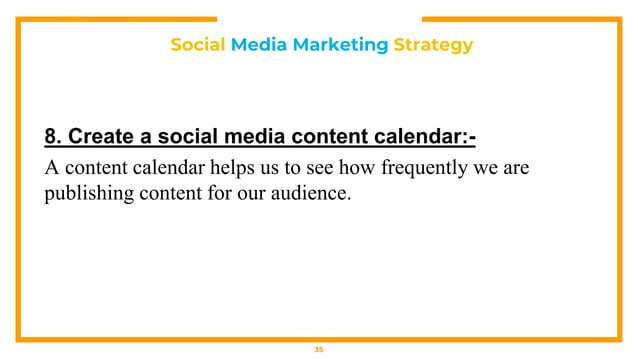 Social Media Marketing Strategy
8. Create a social media content calendar:-
A content calendar helps us to see how frequently we are
publishing content for our audience.
35